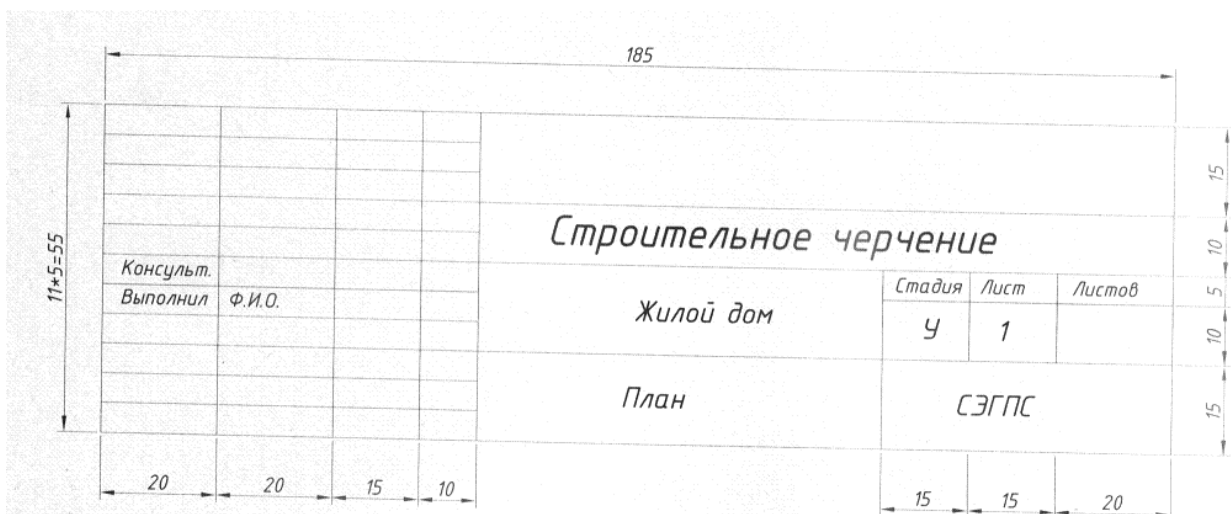 185
15
11*5=55
Строительное черчение
10
Консульт.
Стадия Лист Листов
5
Выполнил Ф.И.О.
Жилой дом
У 1
10
План
СЭГПС
15
20 20 15 10
15 15 20